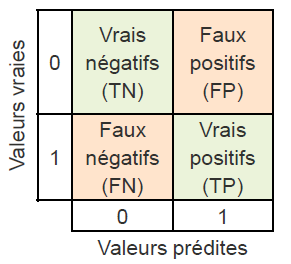 Valeurs vraies
0
Vrais
négatifs
(TN)
Faux
positifs
(FP)
1
Faux
négatifs
(FN)
Vrais
positifs
(TP)
0
1
Valeurs prédites